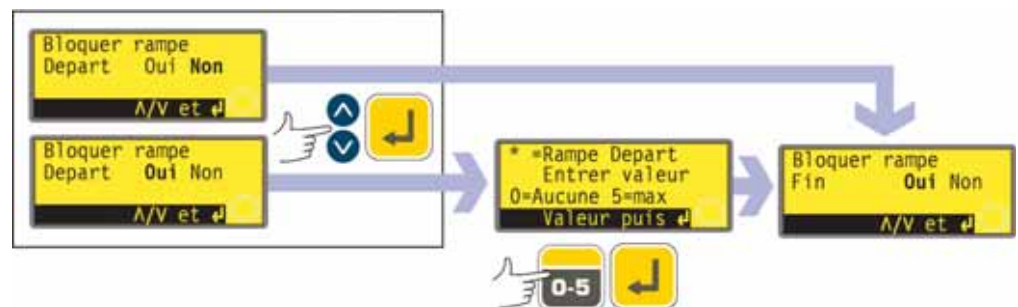 Bloquer rampe
Depart Oui Non
Λ/V et ↲
Bloquer rampe
Depart Oui Non
Λ/V et ↲
* =Rampe Depart
Entrer valeur
0=Aucune 5=max
Valeur puis ↲
0-5
Bloquer rampe
Fin Oui Non
Λ/V et ↲